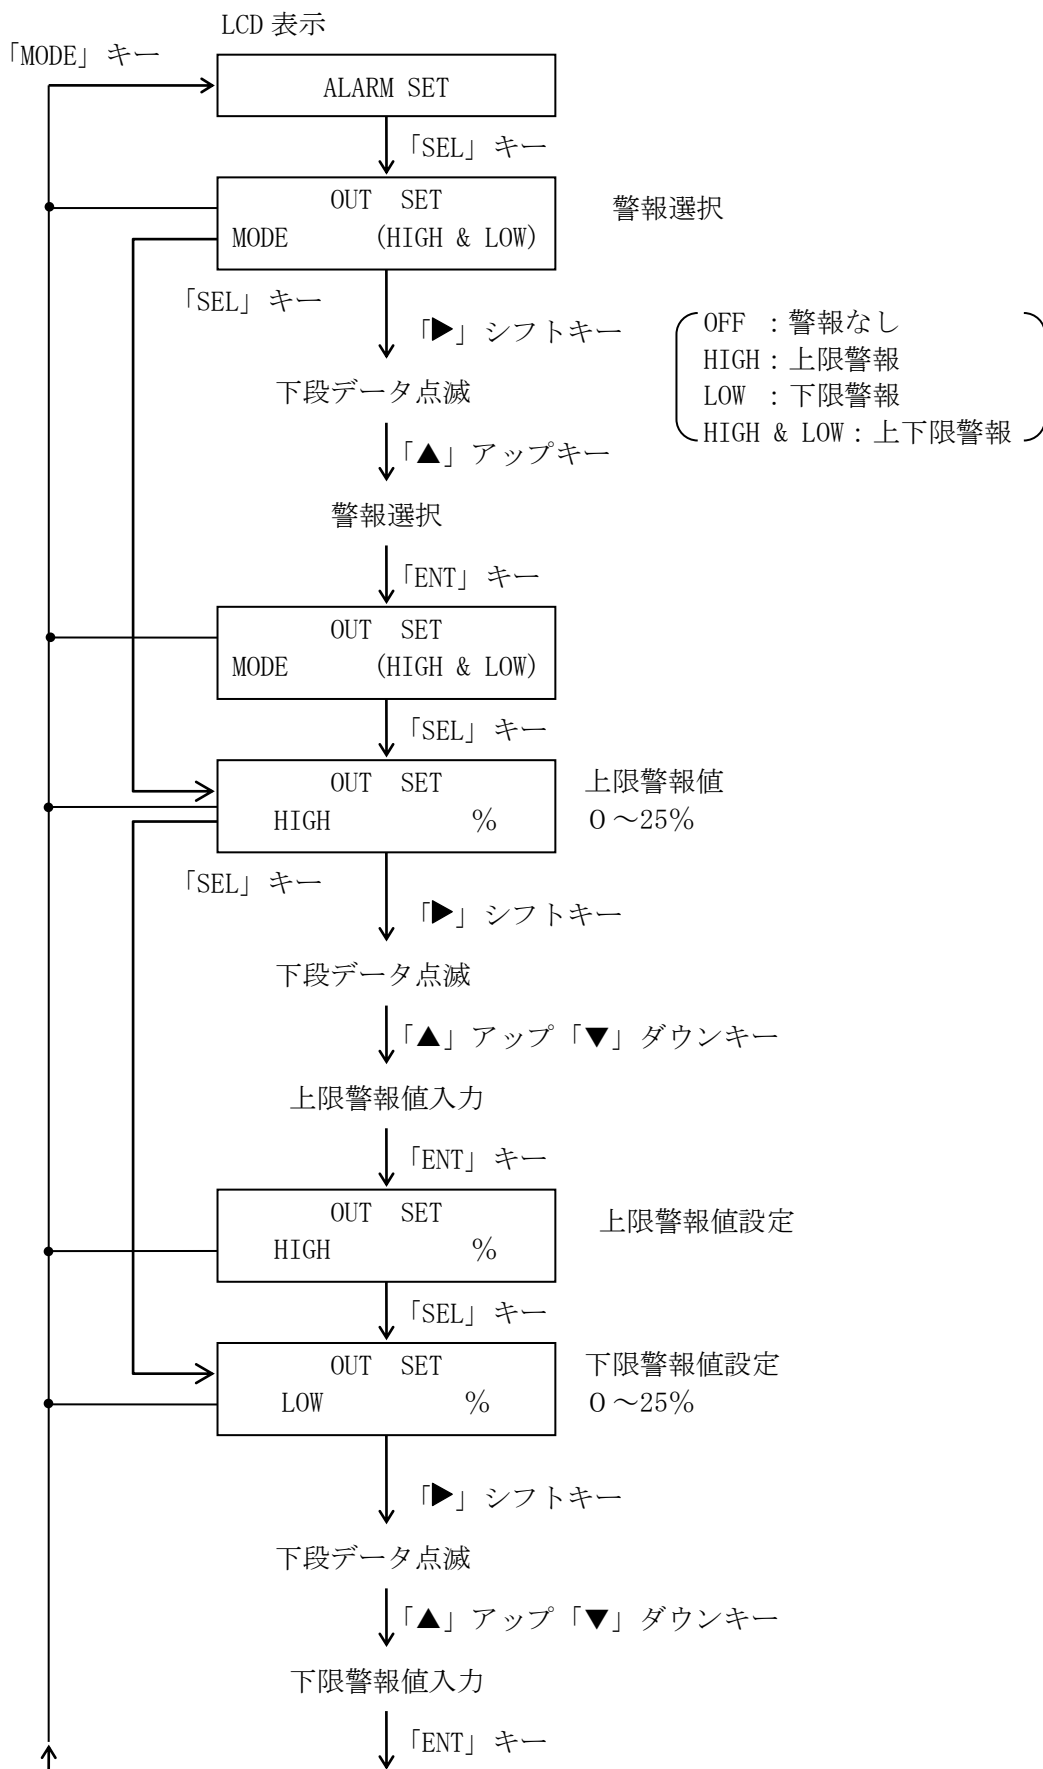 LCD 表示
「MODE」キー
ALARM SET
「SEL」キー
OUT SET
MODE (HIGH & LOW)
警報選択
「SEL」キー
「▶」シフトキー
OFF ：警報なし
HIGH：上限警報
LOW ：下限警報
HIGH & LOW：上下限警報
下段データ点滅
「▲」アップキー
警報選択
「ENT」キー
OUT SET
MODE (HIGH & LOW)
「SEL」キー
OUT SET
HIGH %
上限警報値
０～25%
「SEL」キー
「▶」シフトキー
下段データ点滅
「▲」アップ「▼」ダウンキー
上限警報値入力
「ENT」キー
OUT SET
HIGH %
上限警報値設定
「SEL」キー
OUT SET
LOW %
下限警報値設定
０～25%
「▶」シフトキー
下段データ点滅
「▲」アップ「▼」ダウンキー
下限警報値入力
「ENT」キー